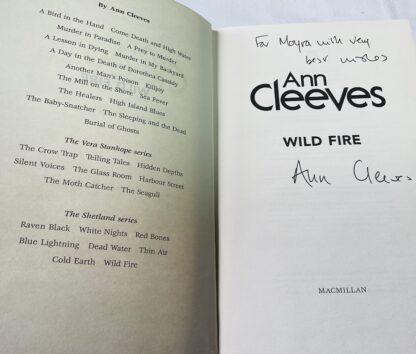 By Ann Cleeves
A Bird in the Hand Come Death and High Water
Murder in Paradise A Prey to Murder
A Lesson in Dying Murder in My Backyard
A Day in the Death of Dorothea Cassidy
Another Man's Poison Killjoy
The Mill on the Shore Sea Fever
The Healers High Island Blues
The Baby-Snatcher The Sleeping and the Dead
Burial of Ghosts
The Vera Stanhope series
The Crow Trap Telling Tales Hidden Depths
Silent Voices The Glass Room Harbour Street
The Moth Catcher The Seagull
The Shetland series
Raven Black White Nights Red Bones
Blue Lightning Dead Water Thin Air
Cold Earth Wild Fire
For Moyra with very
best wishes
Ann
Cleeves
WILD FIRE
Ann Cleeves
MACMILLAN